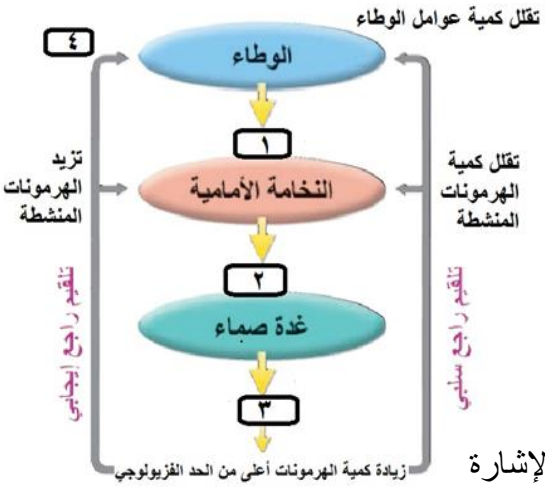 تقلل كمية عوامل الوطاء
٤
الوطاء
١
تزيد
الهرمونات
المنشطة
النخامة الأمامية
تقلل كمية
الهرمونات
المنشطة
٢
تلقيم راجع إيجابي
تلقيم راجع سلبي
غدة صماء
٣
زيادة كمية الهرمونات أعلى من الحد الفزيولوجي
لإشارة